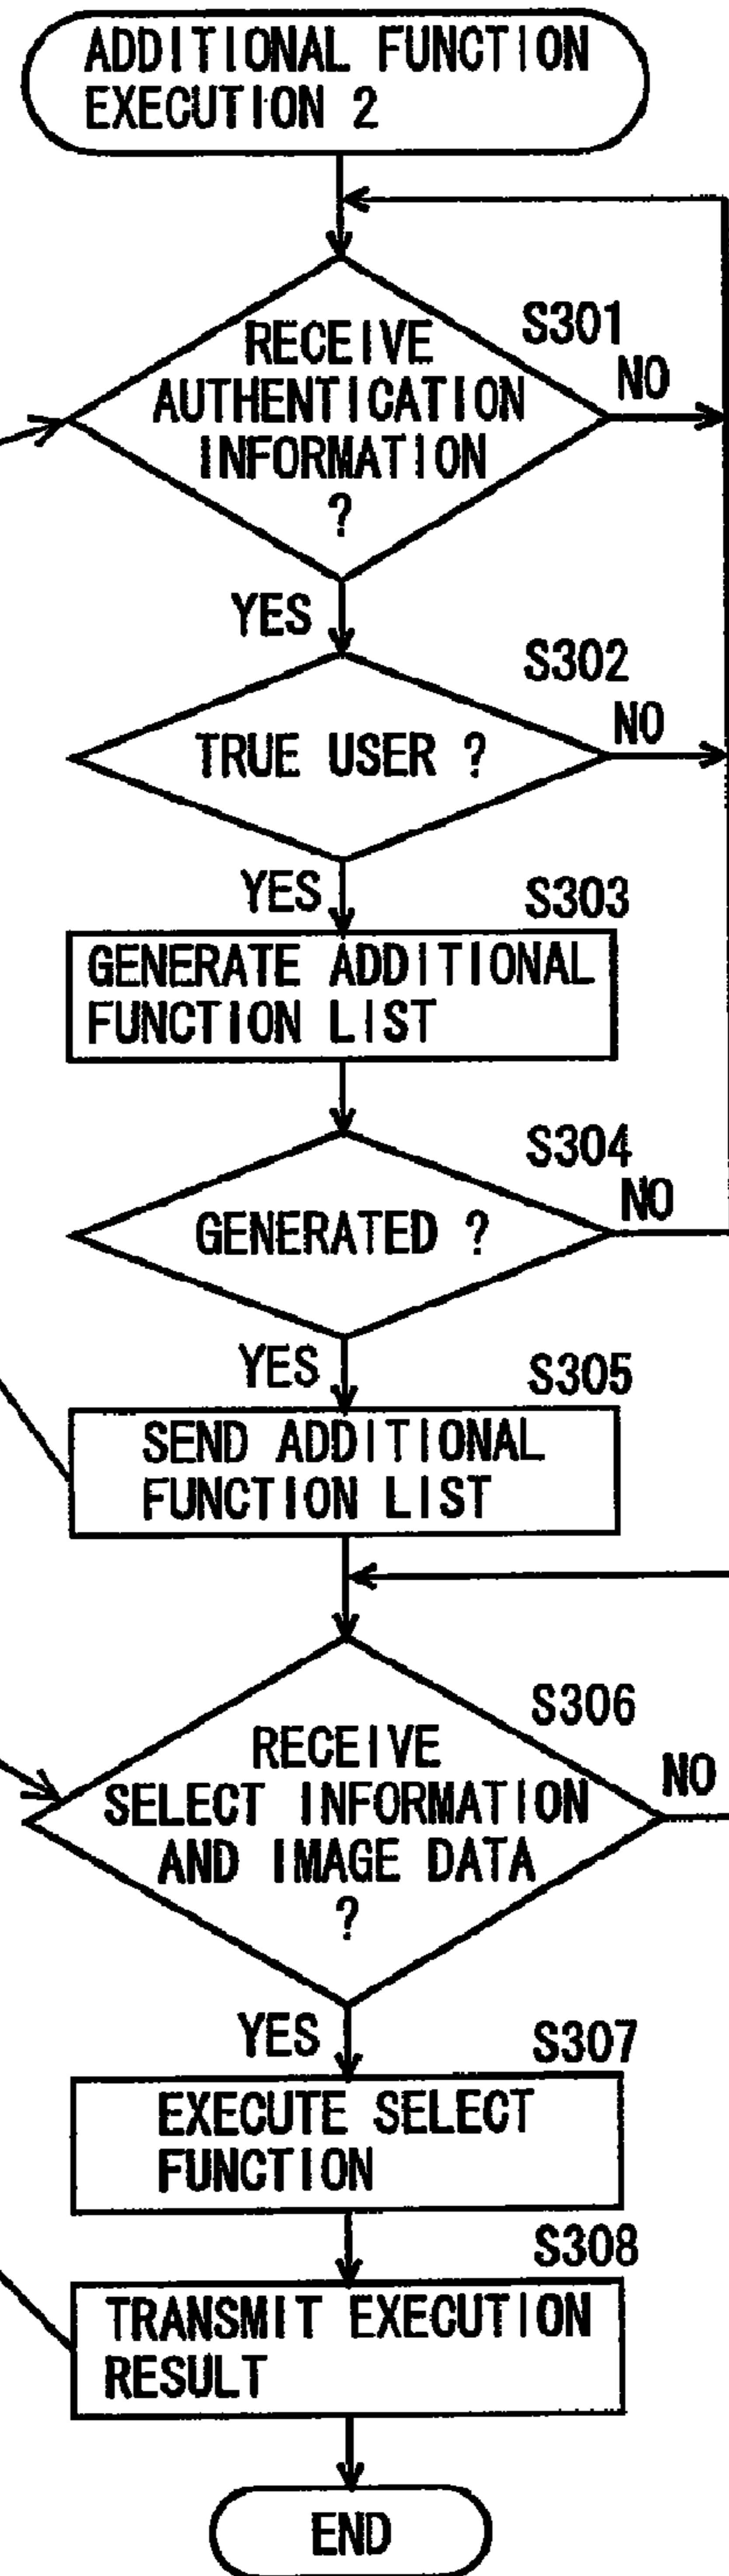 ADDITIONAL FUNCTION
EXECUTION 2
S301
RECEIVE
AUTHENTICATION
INFORMATION
?
NO
YES
S302
TRUE USER ?
NO
YES
S303
GENERATE ADDITIONAL
FUNCTION LIST
S304
GENERATED ?
NO
YES
S305
SEND ADDITIONAL
FUNCTION LIST
S306
RECEIVE
SELECT INFORMATION
AND IMAGE DATA
?
NO
YES
S307
EXECUTE SELECT
FUNCTION
S308
TRANSMIT EXECUTION
RESULT
END